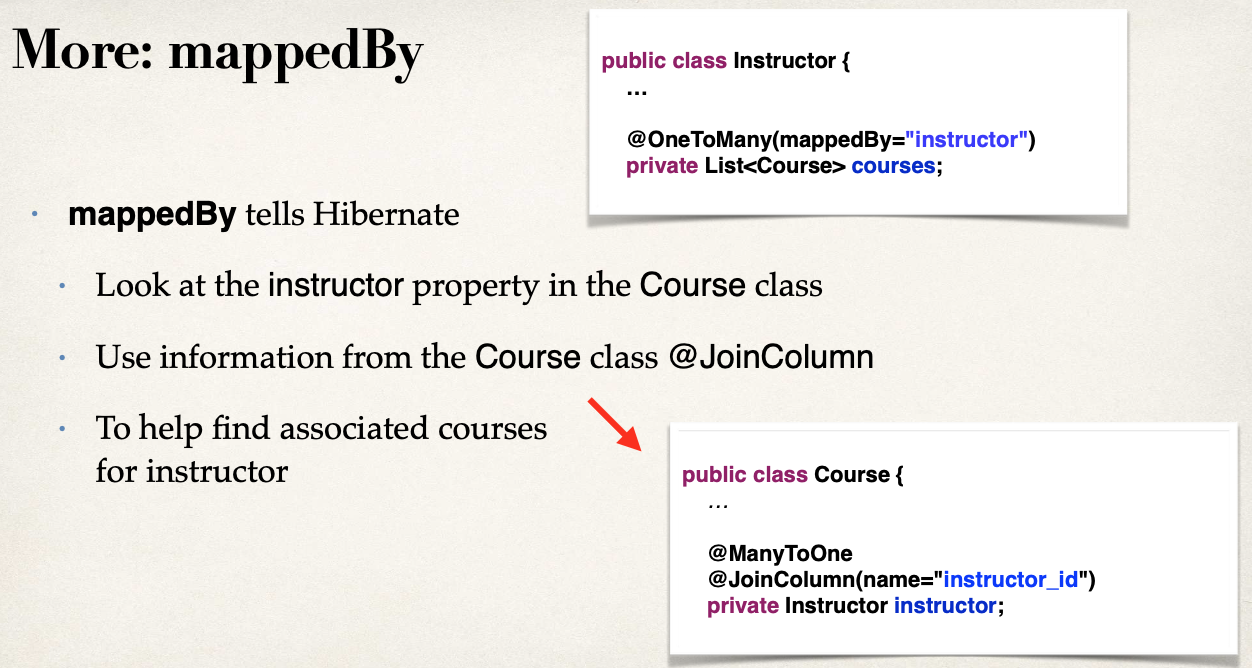 More: mappedBy
public class Instructor {
...
@OneToMany(mappedBy="instructor")
private List<Course> courses;
• mappedBy tells Hibernate
• Look at the instructor property in the Course class
• Use information from the Course class @JoinColumn
• To help find associated courses
for instructor
public class Course {
...
@ManyToOne
@JoinColumn(name="instructor_id")
private Instructor instructor;